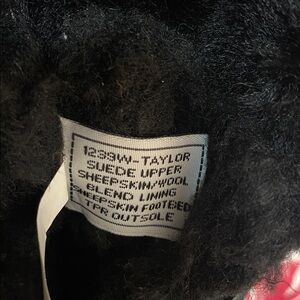 1239W-TAYLOR
SUEDE UPPER
SHEEPSKIN/WOOL
BLEND LINING
SHEEPSKIN FOOTBED
TPR OUTSOLE